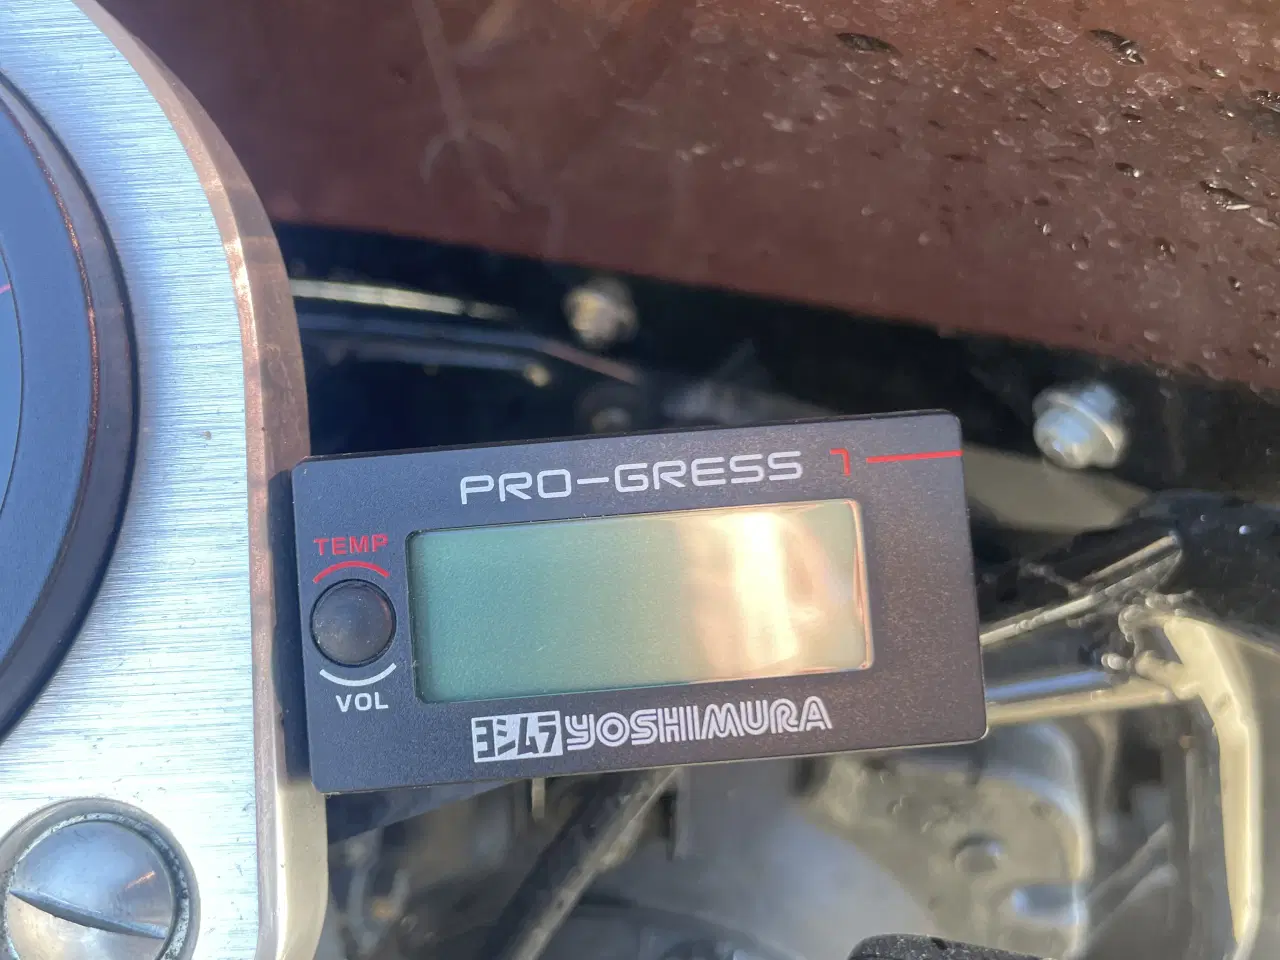 PRO-GRESS 1
TEMP
VOL
ヨシムラ YOSHIMURA